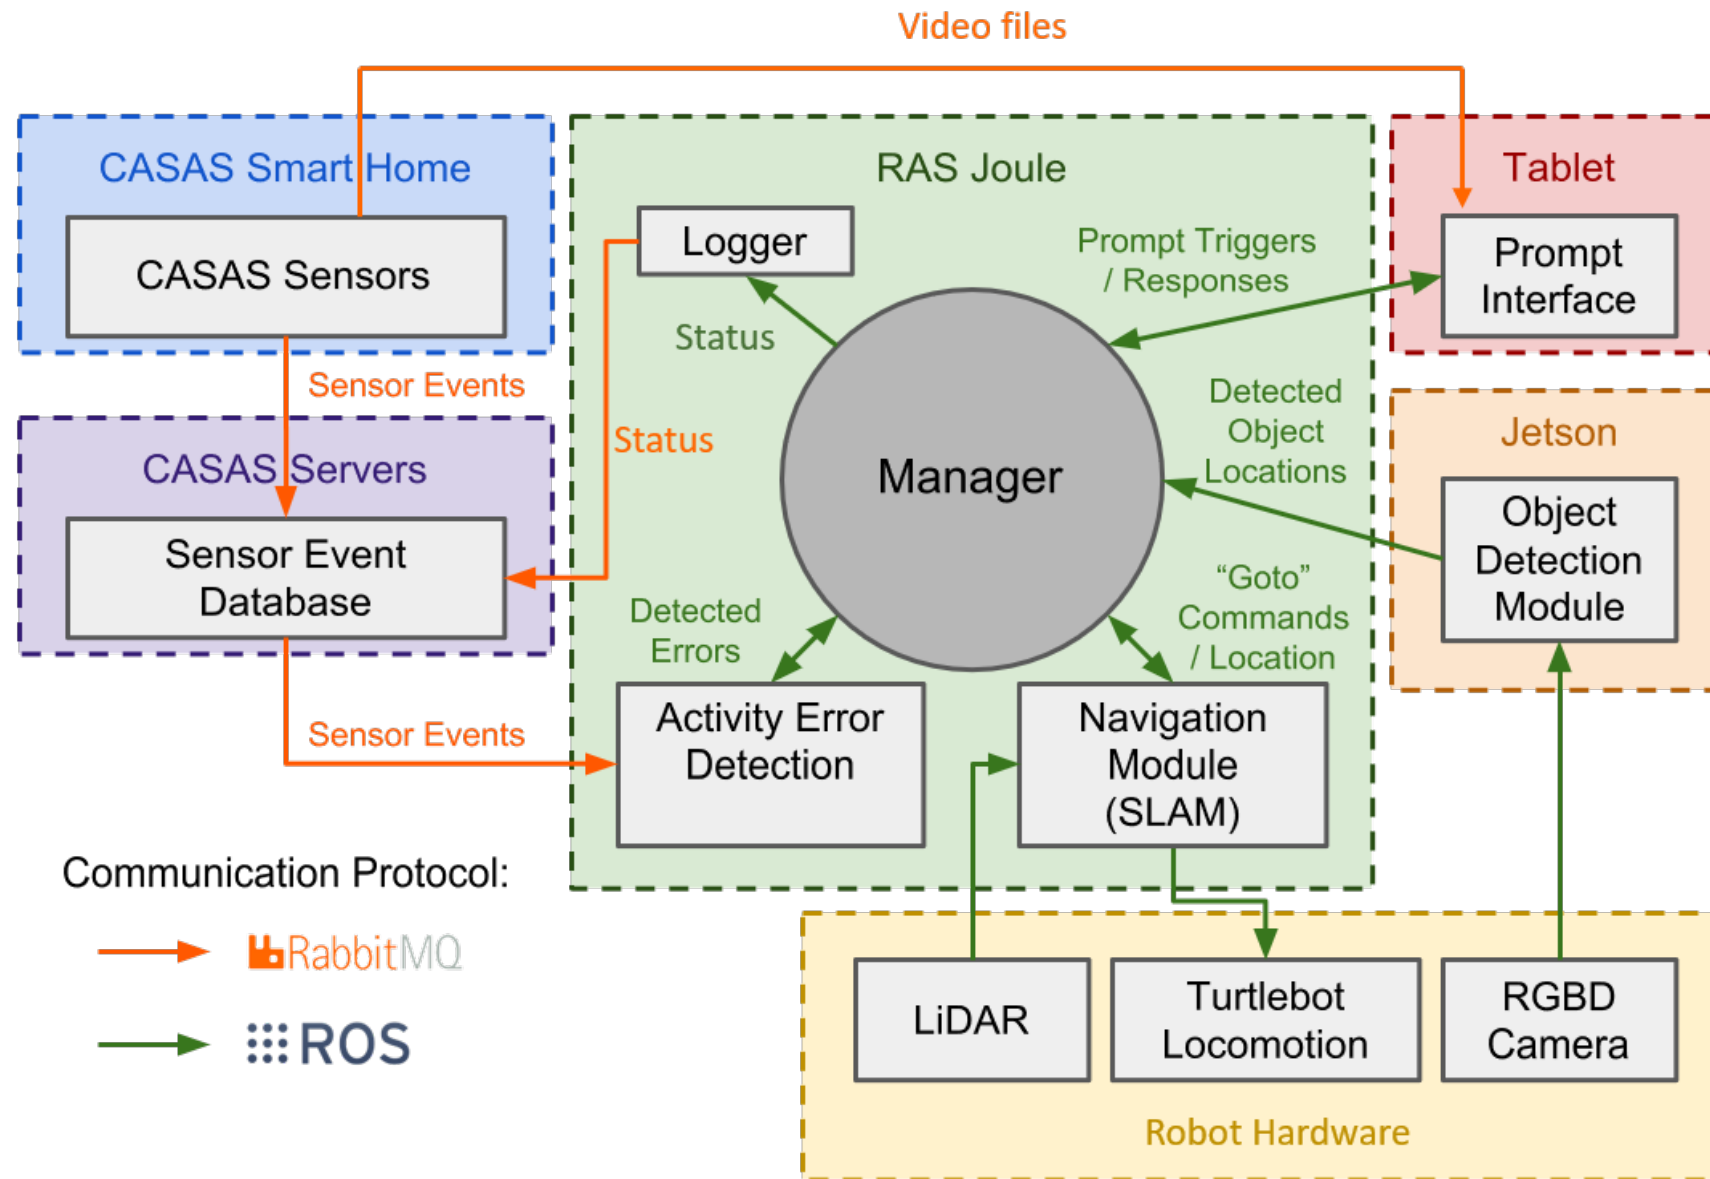 Video files
CASAS Smart Home
CASAS Sensors
Sensor Events
CASAS Servers
Sensor Event
Database
Sensor Events
RAS Joule
Logger
Status
Status
Prompt Triggers
/ Responses
Detected
Object
Locations
Manager
“Goto”
Commands
/ Location
Detected
Errors
Activity Error
Detection
Navigation
Module
(SLAM)
Tablet
Prompt
Interface
Jetson
Object
Detection
Module
Communication Protocol:
RabbitMQ
ROS
LiDAR
Turtlebot
Locomotion
RGBD
Camera
Robot Hardware